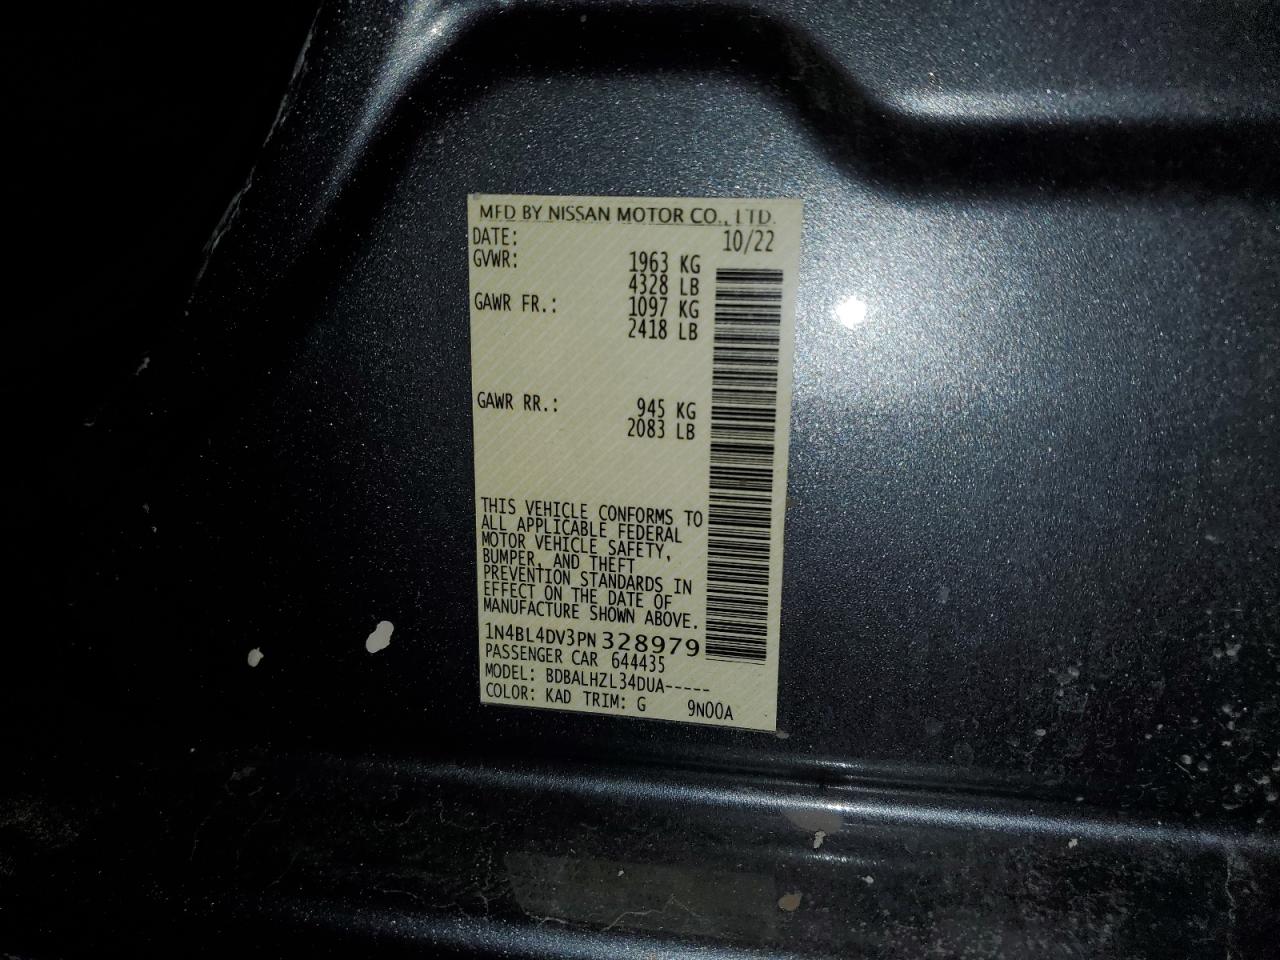 MFD BY NISSAN MOTOR CO., LTD.
DATE: 10/22
GVWR: 1963 KG
4328 LB
GAWR FR.: 1097 KG
2418 LB
GAWR RR.: 945 KG
2083 LB
THIS VEHICLE CONFORMS TO
ALL APPLICABLE FEDERAL
MOTOR VEHICLE SAFETY,
BUMPER, AND THEFT
PREVENTION STANDARDS IN
EFFECT ON THE DATE OF
MANUFACTURE SHOWN ABOVE.
1N4BL4DV3PN328979
PASSENGER CAR 644435
MODEL: BDBALHZL34DUA-----
COLOR: KAD TRIM: G 9N00A